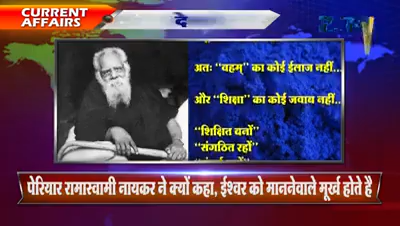 CURRENT
AFFAIRS
दे
अतः “वहम्” का कोई ईलाज नहीं...
और “शिक्षा” का कोई जवाय नहीं..
“शिक्षित बनों”
“संगठित रहों”
पेरियार रामास्वामी नायकर ने क्यों कहा, ईश्वर को माननेवाले मूर्ख होते है